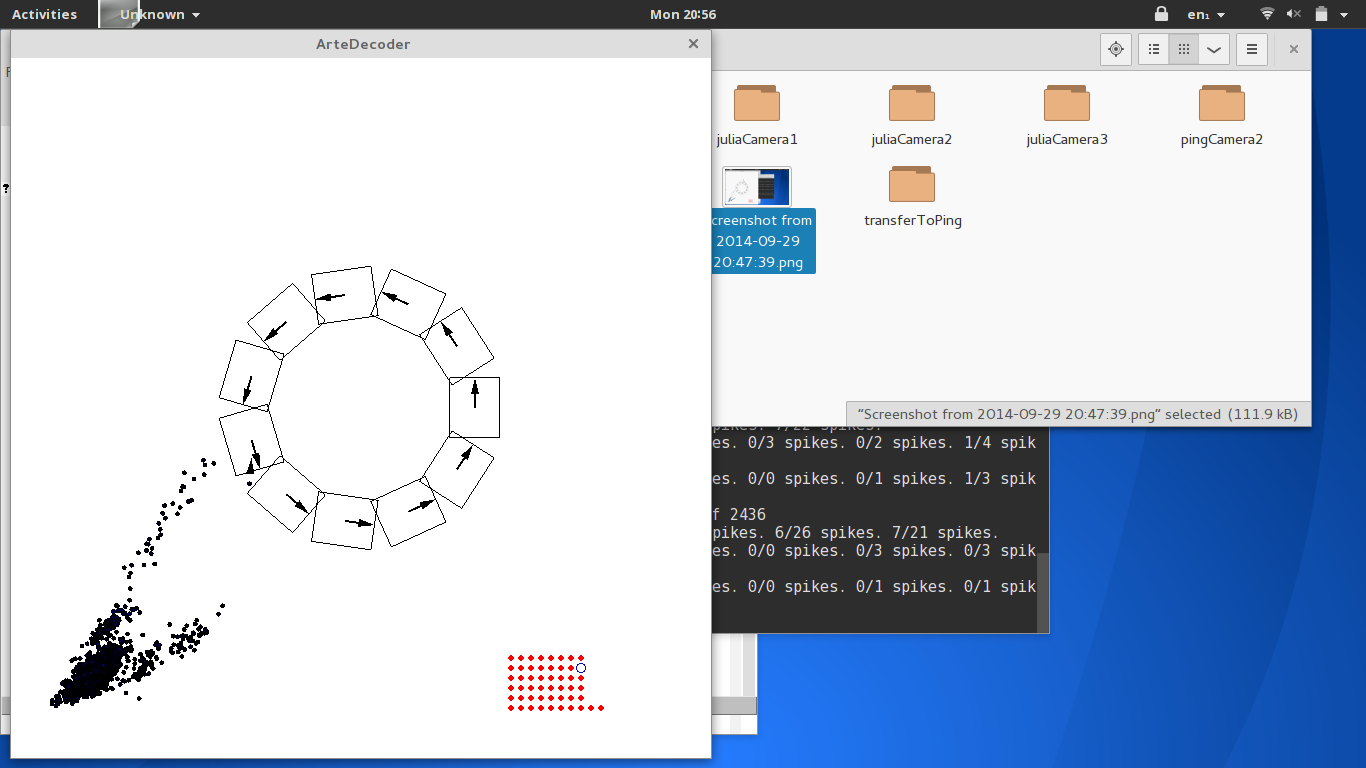 Activities
Unknown
Mon 20:56
en₁
ArteDecoder
juliaCamera1
juliaCamera2
juliaCamera3
pingCamera2
creenshot from
2014-09-29
20:47:39.png
transferToPing
“Screenshot from 2014-09-29 20:47:39.png” selected (111.9 kB)
pikes. 7/22 spikes.
es. 0/3 spikes. 0/2 spikes. 1/4 spik
es. 0/0 spikes. 0/1 spikes. 1/3 spik
f 2436
pikes. 6/26 spikes. 7/21 spikes.
es. 0/0 spikes. 0/3 spikes. 0/3 spik
es. 0/0 spikes. 0/1 spikes. 0/1 spik
?